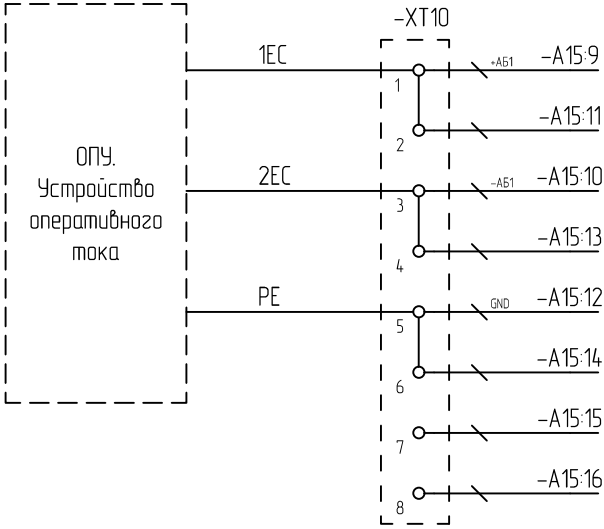 -XT10
1EC
+АБ1
-A15:9
1
-A15:11
2
ОПУ.
Устройство
оперативного
тока
2EC
-АБ1
-A15:10
3
-A15:13
4
PE
GND
-A15:12
5
-A15:14
6
-A15:15
7
-A15:16
8